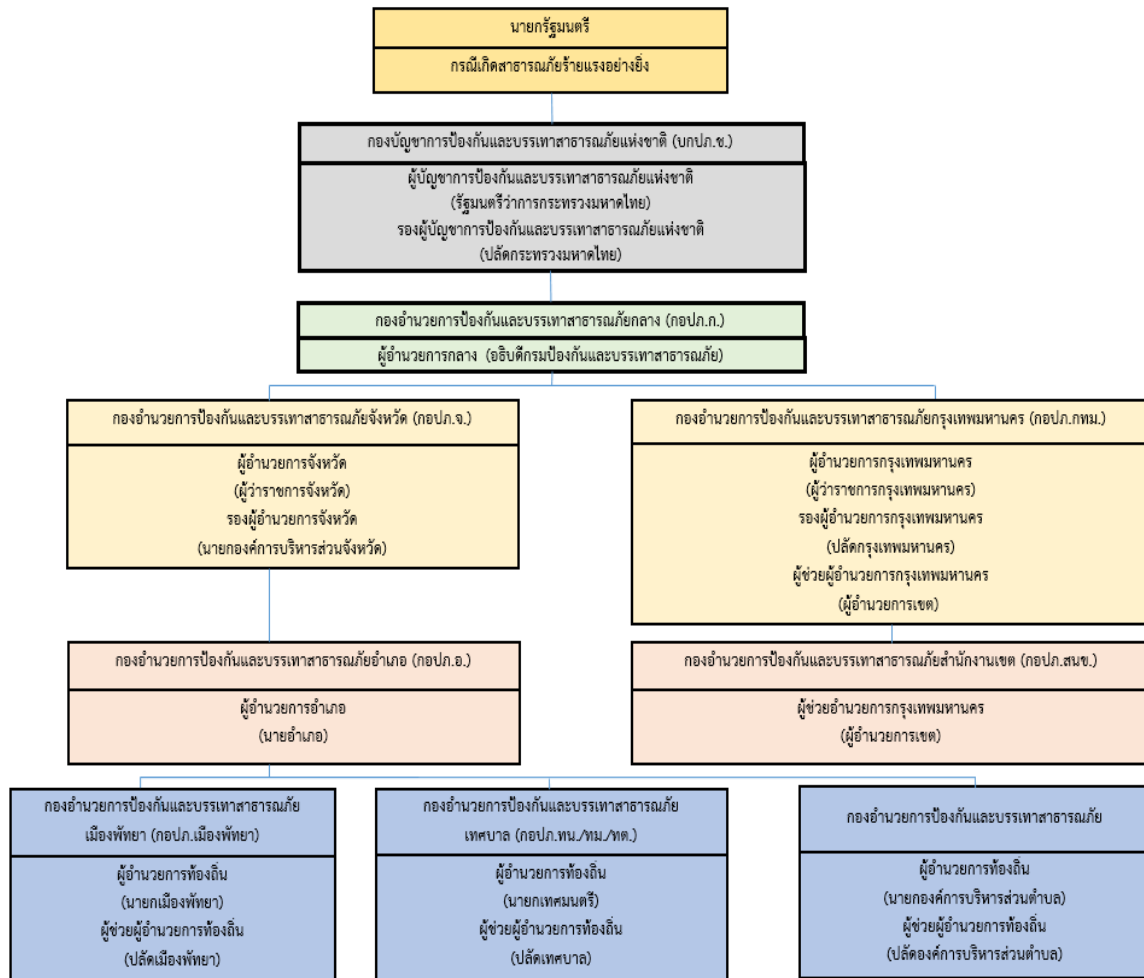 นายกรัฐมนตรี
กรณีเกิดสาธารณภัยร้ายแรงอย่างยิ่ง
กองบัญชาการป้องกันและบรรเทาสาธารณภัยแห่งชาติ (บกปภ.ช.)
ผู้บัญชาการป้องกันและบรรเทาสาธารณภัยแห่งชาติ
(รัฐมนตรีว่าการกระทรวงมหาดไทย)
รองผู้บัญชาการป้องกันและบรรเทาสาธารณภัยแห่งชาติ
(ปลัดกระทรวงมหาดไทย)
กองอำนวยการป้องกันและบรรเทาสาธารณภัยกลาง (กอปภ.ก.)
ผู้อำนวยการกลาง (อธิบดีกรมป้องกันและบรรเทาสาธารณภัย)
กองอำนวยการป้องกันและบรรเทาสาธารณภัยจังหวัด (กอปภ.จ.)
ผู้อำนวยการจังหวัด
(ผู้ว่าราชการจังหวัด)
รองผู้อำนวยการจังหวัด
(นายกองค์การบริหารส่วนจังหวัด)
กองอำนวยการป้องกันและบรรเทาสาธารณภัยกรุงเทพมหานคร (กอปภ.กทม.)
ผู้อำนวยการกรุงเทพมหานคร
(ผู้ว่าราชการกรุงเทพมหานคร)
รองผู้อำนวยการกรุงเทพมหานคร
(ปลัดกรุงเทพมหานคร)
ผู้ช่วยผู้อำนวยการกรุงเทพมหานคร
(ผู้อำนวยการเขต)
กองอำนวยการป้องกันและบรรเทาสาธารณภัยอำเภอ (กอปภ.อ.)
ผู้อำนวยการอำเภอ
(นายอำเภอ)
กองอำนวยการป้องกันและบรรเทาสาธารณภัยสำนักงานเขต (กอปภ.สนข.)
ผู้ช่วยอำนวยการกรุงเทพมหานคร
(ผู้อำนวยการเขต)
กองอำนวยการป้องกันและบรรเทาสาธารณภัย
เมืองพัทยา (กอปภ.เมืองพัทยา)
ผู้อำนวยการท้องถิ่น
(นายกเมืองพัทยา)
ผู้ช่วยผู้อำนวยการท้องถิ่น
(ปลัดเมืองพัทยา)
กองอำนวยการป้องกันและบรรเทาสาธารณภัย
เทศบาล (กอปภ.ทน./ทม./ทต.)
ผู้อำนวยการท้องถิ่น
(นายกเทศมนตรี)
ผู้ช่วยผู้อำนวยการท้องถิ่น
(ปลัดเทศบาล)
กองอำนวยการป้องกันและบรรเทาสาธารณภัย
ผู้อำนวยการท้องถิ่น
(นายกองค์การบริหารส่วนตำบล)
ผู้ช่วยผู้อำนวยการท้องถิ่น
(ปลัดองค์การบริหารส่วนตำบล)